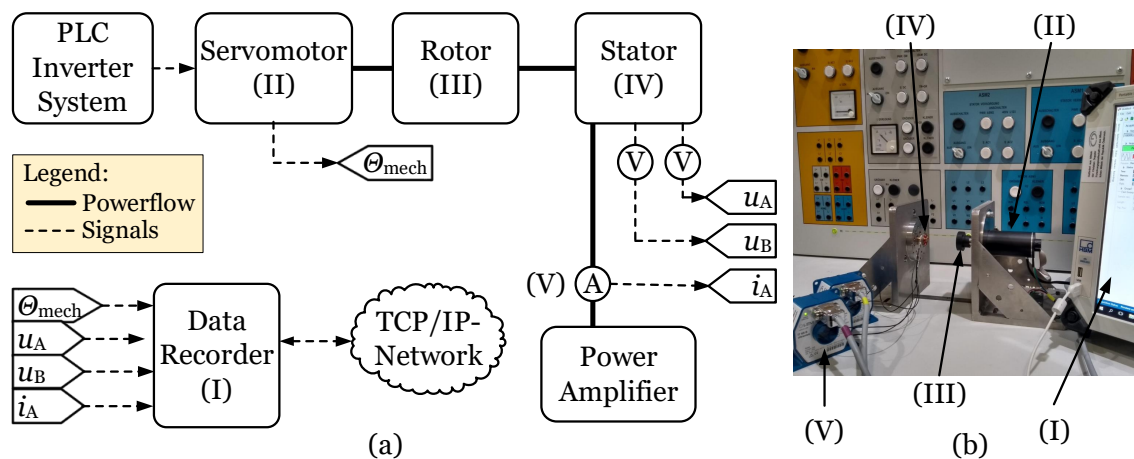 PLC
Inverter
System
Servomotor
(II)
Rotor
(III)
Stator
(IV)
Θmech
V
V
uA
uB
iA
Legend:
Powerflow
Signals
(V)
A
Θmech
uA
uB
iA
Data
Recorder
(I)
TCP/IP-
Network
Power
Amplifier
(a)
(IV)
(II)
(III)
(V)
(I)
(b)